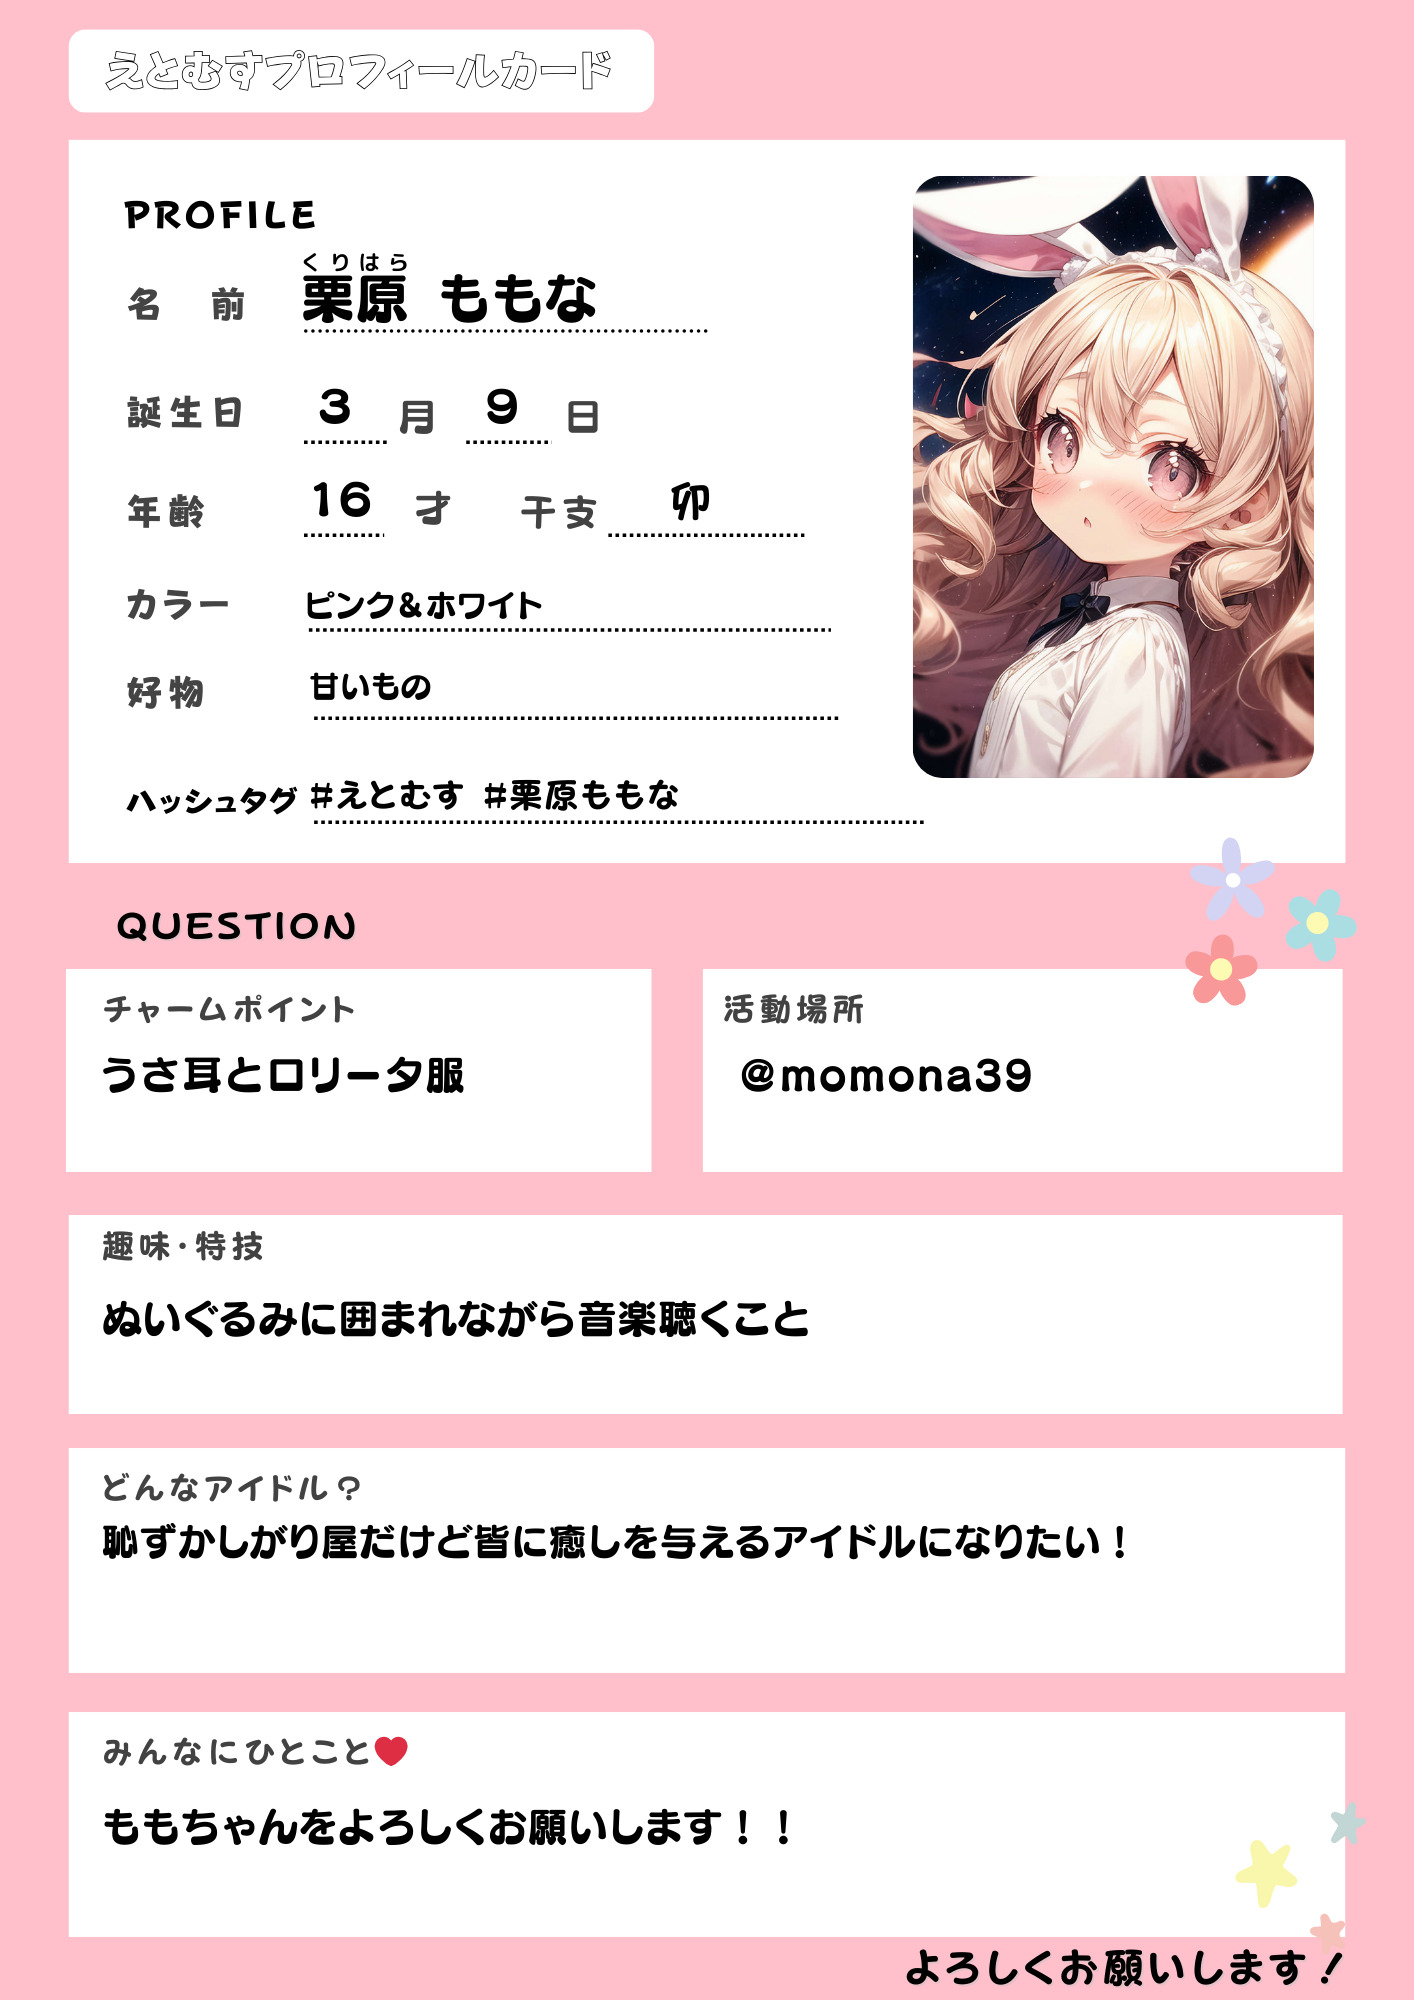 えとむすプロフィールカード
PROFILE
くりはら
名 前 栗原 ももな
誕生日 3 月 9 日
年齢 16 才 干支 卯
カラー ピンク&ホワイト
好物 甘いもの
ハッシュタグ #えとむす #栗原ももな
QUESTION
チャームポイント
うさ耳とロリータ服
活動場所
@momona39
趣味・特技
ぬいぐるみに囲まれながら音楽聴くこと
どんなアイドル?
恥ずかしがり屋だけど皆に癒しを与えるアイドルになりたい!
みんなにひとこと❤
ももちゃんをよろしくお願いします!!
よろしくお願いします!